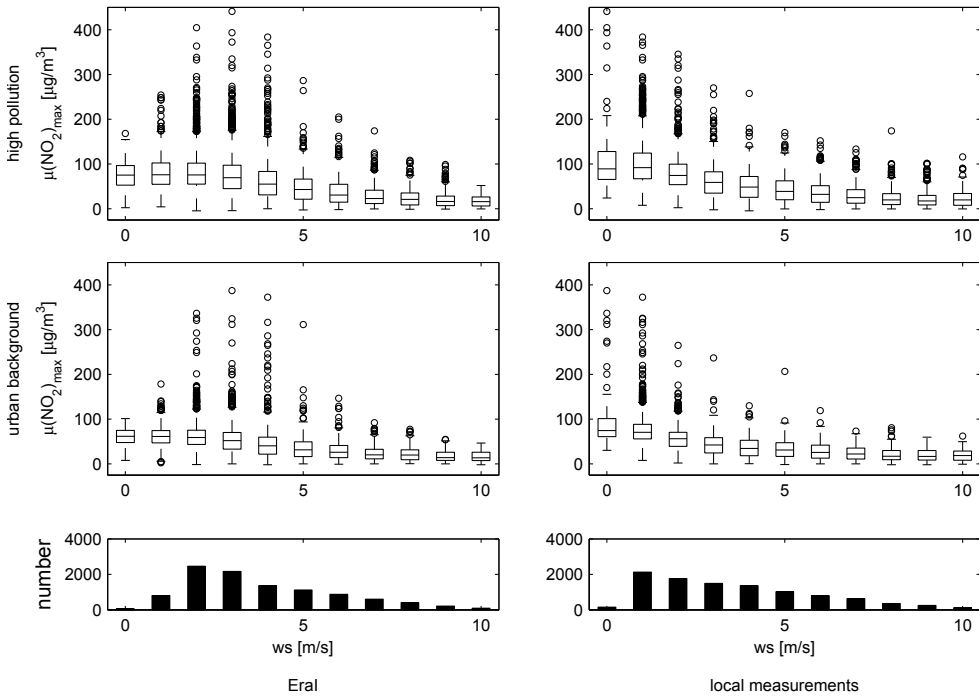 high pollution
μ(NO2)max [μg/m3]
400
300
200
100
0
0 5 10
400
300
200
100
0
0 5 10
urban background
μ(NO2)max [μg/m3]
400
300
200
100
0
0 5 10
400
300
200
100
0
0 5 10
number
4000
2000
0
0 5 10
ws [m/s]
EraI
4000
2000
0
0 5 10
ws [m/s]
local measurements